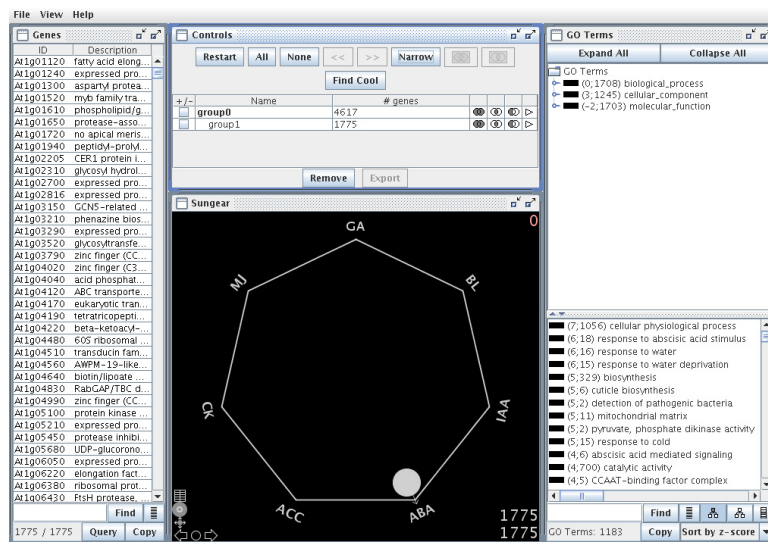 File View Help
Genes
ID Description
At1g01120 fatty acid elong...
At1g01240 expressed pro...
At1g01300 aspartyl protea...
At1g01520 myb family tra...
At1g01610 phospholipid/g...
At1g01650 protease-asso...
At1g01720 no apical meris...
At1g01940 peptidyl-prolyl...
At1g02205 CER1 protein i...
At1g02310 glycosyl hydrol...
At1g02700 expressed pro...
At1g02816 expressed pro...
At1g03150 GCN5-related ...
At1g03210 phenazine bios...
At1g03290 expressed pro...
At1g03520 glycosyltransfe...
At1g03790 zinc finger (CC...
At1g04020 zinc finger (C3...
At1g04040 acid phosphat...
At1g04120 ABC transporte...
At1g04170 eukaryotic tran...
At1g04190 tetratricopepti...
At1g04220 beta-ketoacyl-...
At1g04480 60S ribosomal ...
At1g04510 transducin fam...
At1g04560 AWPM-19-like...
At1g04640 biotin/lipoate ...
At1g04830 RabGAP/TBC d...
At1g04990 zinc finger (CC...
At1g05100 protein kinase ...
At1g05210 expressed pro...
At1g05450 protease inhibi...
At1g05680 UDP-glucorono...
At1g06050 expressed pro...
At1g06220 elongation fact...
At1g06380 ribosomal prot...
At1g06430 FtsH protease, ...
Find
1775 / 1775 Query Copy
Controls
Restart All None << >> Narrow
Find Cool
+/- Name # genes
group0 4617
group1 1775
Remove Export
Sungear
0
GA
MJ BL
CK IAA
ACC ABA
1775
1775
GO Terms
Expand All Collapse All
GO Terms
(0;1708) biological_process
(3;1245) cellular_component
(-2;1703) molecular_function
(7;1056) cellular physiological process
(6;18) response to abscisic acid stimulus
(6;16) response to water
(6;15) response to water deprivation
(5;329) biosynthesis
(5;6) cuticle biosynthesis
(5;2) detection of pathogenic bacteria
(5;11) mitochondrial matrix
(5;2) pyruvate, phosphate dikinase activity
(5;15) response to cold
(4;6) abscisic acid mediated signaling
(4;700) catalytic activity
(4;5) CCAAT-binding factor complex
Find
GO Terms: 1183 Copy Sort by z-score